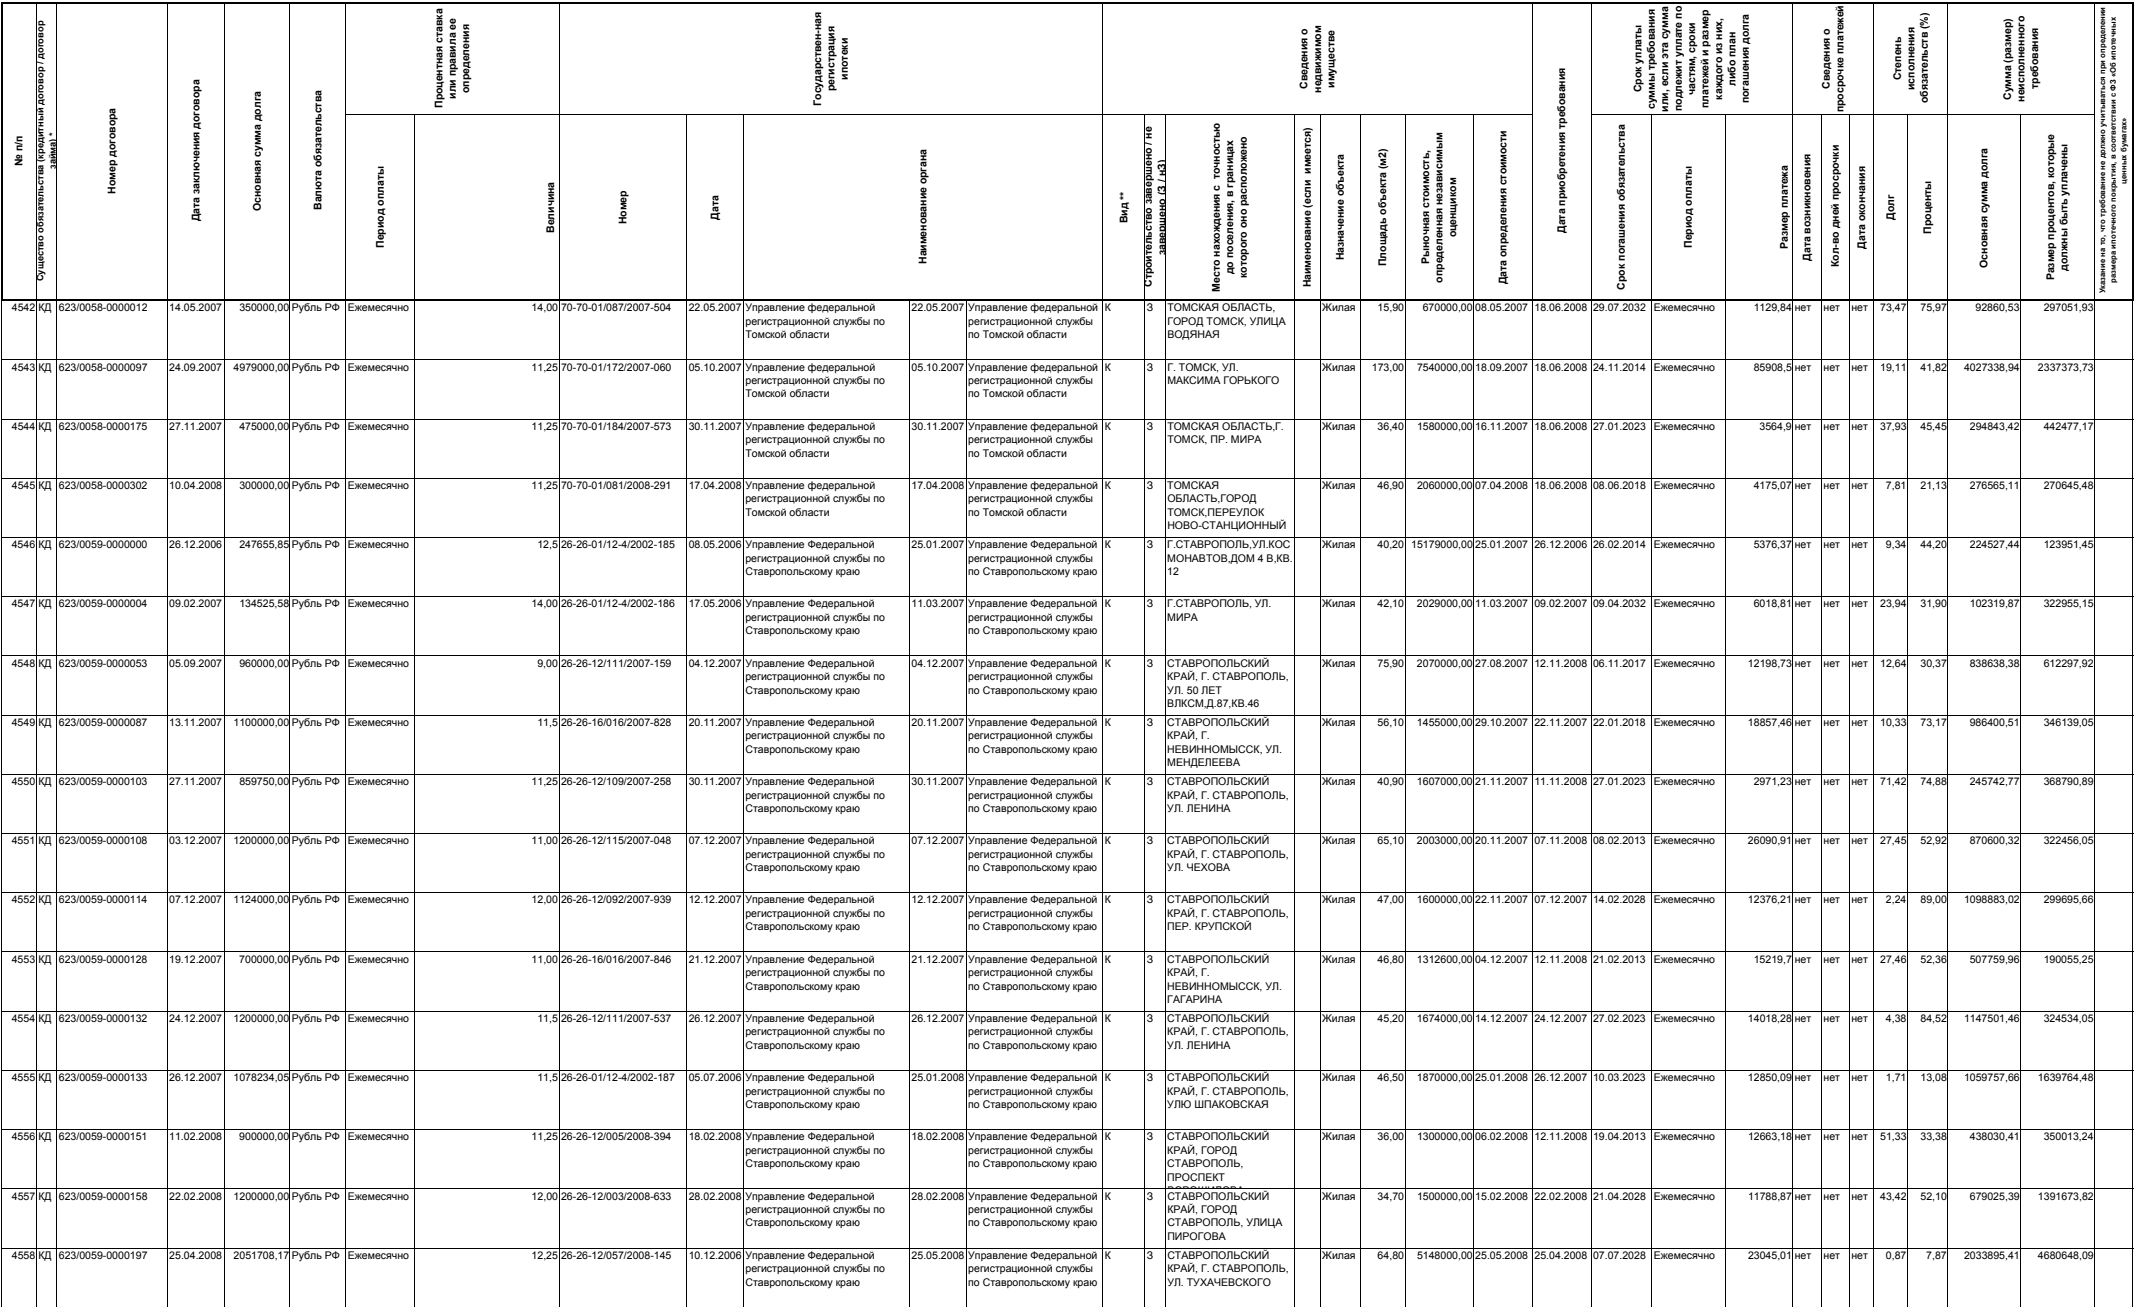 № п/п
Существо обязательства (кредитный договор / договор
займа) *
Номер договора
Дата заключения договора
Основная сумма долга
Валюта обязательства
Процентная ставка
или правила ее
определения
Период оплаты
Величина
Государствен-ная
регистрация
ипотеки
Номер
Дата
Наименование органа
Сведения о
недвижимом
имуществе
Вид **
Строительство завершено / не
завершено (З / нЗ)
Место нахождения с точностью
до поселения, в границах
которого оно расположено
Наименование (если имеется)
Назначение объекта
Площадь объекта (м2)
Рыночная стоимость,
определенная независимым
оценщиком
Дата определения стоимости
Дата приобретения требования
Срок уплаты
суммы требования
или, если эта сумма
подлежит уплате по
частям, сроки
платежей и размер
каждого из них,
либо план
погашения долга
Срок погашения обязательства
Период оплаты
Размер платежа
Сведения о
просрочке платежей
Дата возникновения
Кол-во дней просрочки
Дата окончания
Степень
исполнения
обязательств (%)
Долг
Проценты
Сумма (размер)
неисполненного
требования
Основная сумма долга
Размер процентов, которые
должны быть уплачены
Указание на то, что требование не должно учитываться при определении
размера ипотечного покрытия, в соответствии с ФЗ «Об ипотечных
ценных бумагах»
4542 КД 623/0058-0000012 14.05.2007 350000,00 Рубль РФ Ежемесячно 14,00 70-70-01/087/2007-504 22.05.2007 Управление федеральной 22.05.2007 Управление федеральной К З ТОМСКАЯ ОБЛАСТЬ, Жилая 15,90 670000,00 08.05.2007 18.06.2008 29.07.2032 Ежемесячно 1129,84 нет нет нет 73,47 75,97 92860,53 297051,93
регистрационной службы по регистрационной службы ГОРОД ТОМСК, УЛИЦА
Томской области по Томской области ВОДЯНАЯ
4543 КД 623/0058-0000097 24.09.2007 4979000,00 Рубль РФ Ежемесячно 11,25 70-70-01/172/2007-060 05.10.2007 Управление федеральной 05.10.2007 Управление федеральной К З Г. ТОМСК, УЛ. Жилая 173,00 7540000,00 18.09.2007 18.06.2008 24.11.2014 Ежемесячно 85908,5 нет нет нет 19,11 41,82 4027338,94 2337373,73
регистрационной службы по регистрационной службы МАКСИМА ГОРЬКОГО
Томской области по Томской области
4544 КД 623/0058-0000175 27.11.2007 475000,00 Рубль РФ Ежемесячно 11,25 70-70-01/184/2007-573 30.11.2007 Управление федеральной 30.11.2007 Управление федеральной К З ТОМСКАЯ ОБЛАСТЬ,Г. Жилая 36,40 1580000,00 16.11.2007 18.06.2008 27.01.2023 Ежемесячно 3564,9 нет нет нет 37,93 45,45 294843,42 442477,17
регистрационной службы по регистрационной службы ТОМСК, ПР. МИРА
Томской области по Томской области
4545 КД 623/0058-0000302 10.04.2008 300000,00 Рубль РФ Ежемесячно 11,25 70-70-01/081/2008-291 17.04.2008 Управление федеральной 17.04.2008 Управление федеральной К З ТОМСКАЯ Жилая 46,90 2060000,00 07.04.2008 18.06.2008 08.06.2018 Ежемесячно 4175,07 нет нет нет 7,81 21,13 276565,11 270645,48
регистрационной службы по регистрационной службы ОБЛАСТЬ,ГОРОД
Томской области по Томской области ТОМСК,ПЕРЕУЛОК
НОВО-СТАНЦИОННЫЙ
4546 КД 623/0059-0000000 26.12.2006 247655,85 Рубль РФ Ежемесячно 12,5 26-26-01/12-4/2002-185 08.05.2006 Управление Федеральной 25.01.2007 Управление Федеральной К З Г.СТАВРОПОЛЬ,УЛ.КОС Жилая 40,20 15179000,00 25.01.2007 26.12.2006 26.02.2014 Ежемесячно 5376,37 нет нет нет 9,34 44,20 224527,44 123951,45
регистрационной службы по регистрационной службы МОНАВТОВ,ДОМ 4 В,КВ.
Ставропольскому краю по Ставропольскому краю 12
4547 КД 623/0059-0000004 09.02.2007 134525,58 Рубль РФ Ежемесячно 14,00 26-26-01/12-4/2002-186 17.05.2006 Управление Федеральной 11.03.2007 Управление Федеральной К З Г.СТАВРОПОЛЬ, УЛ. Жилая 42,10 2029000,00 11.03.2007 09.02.2007 09.04.2032 Ежемесячно 6018,81 нет нет нет 23,94 31,90 102319,87 322955,15
регистрационной службы по регистрационной службы МИРА
Ставропольскому краю по Ставропольскому краю
4548 КД 623/0059-0000053 05.09.2007 960000,00 Рубль РФ Ежемесячно 9,00 26-26-12/111/2007-159 04.12.2007 Управление Федеральной 04.12.2007 Управление Федеральной К З СТАВРОПОЛЬСКИЙ Жилая 75,90 2070000,00 27.08.2007 12.11.2008 06.11.2017 Ежемесячно 12198,73 нет нет нет 12,64 30,37 838638,38 612297,92
регистрационной службы по регистрационной службы КРАЙ, Г. СТАВРОПОЛЬ,
Ставропольскому краю по Ставропольскому краю УЛ. 50 ЛЕТ
ВЛКСМ,Д.87,КВ.46
4549 КД 623/0059-0000087 13.11.2007 1100000,00 Рубль РФ Ежемесячно 11,5 26-26-16/016/2007-828 20.11.2007 Управление Федеральной 20.11.2007 Управление Федеральной К З СТАВРОПОЛЬСКИЙ Жилая 56,10 1455000,00 29.10.2007 22.11.2007 22.01.2018 Ежемесячно 18857,46 нет нет нет 10,33 73,17 986400,51 346139,05
регистрационной службы по регистрационной службы КРАЙ, Г.
Ставропольскому краю по Ставропольскому краю НЕВИННОМЫССК, УЛ.
МЕНДЕЛЕЕВА
4550 КД 623/0059-0000103 27.11.2007 859750,00 Рубль РФ Ежемесячно 11,25 26-26-12/109/2007-258 30.11.2007 Управление Федеральной 30.11.2007 Управление Федеральной К З СТАВРОПОЛЬСКИЙ Жилая 40,90 1607000,00 21.11.2007 11.11.2008 27.01.2023 Ежемесячно 2971,23 нет нет нет 71,42 74,88 245742,77 368790,89
регистрационной службы по регистрационной службы КРАЙ, Г. СТАВРОПОЛЬ,
Ставропольскому краю по Ставропольскому краю УЛ. ЛЕНИНА
4551 КД 623/0059-0000108 03.12.2007 1200000,00 Рубль РФ Ежемесячно 11,00 26-26-12/115/2007-048 07.12.2007 Управление Федеральной 07.12.2007 Управление Федеральной К З СТАВРОПОЛЬСКИЙ Жилая 65,10 2003000,00 20.11.2007 07.11.2008 08.02.2013 Ежемесячно 26090,91 нет нет нет 27,45 52,92 870600,32 322456,05
регистрационной службы по регистрационной службы КРАЙ, Г. СТАВРОПОЛЬ,
Ставропольскому краю по Ставропольскому краю УЛ. ЧЕХОВА
4552 КД 623/0059-0000114 07.12.2007 1124000,00 Рубль РФ Ежемесячно 12,00 26-26-12/092/2007-939 12.12.2007 Управление Федеральной 12.12.2007 Управление Федеральной К З СТАВРОПОЛЬСКИЙ Жилая 47,00 1600000,00 22.11.2007 07.12.2007 14.02.2028 Ежемесячно 12376,21 нет нет нет 2,24 89,00 1098883,02 299695,66
регистрационной службы по регистрационной службы КРАЙ, Г. СТАВРОПОЛЬ,
Ставропольскому краю по Ставропольскому краю ПЕР. КРУПСКОЙ
4553 КД 623/0059-0000128 19.12.2007 700000,00 Рубль РФ Ежемесячно 11,00 26-26-16/016/2007-846 21.12.2007 Управление Федеральной 21.12.2007 Управление Федеральной К З СТАВРОПОЛЬСКИЙ Жилая 46,80 1312600,00 04.12.2007 12.11.2008 21.02.2013 Ежемесячно 15219,7 нет нет нет 27,46 52,36 507759,96 190055,25
регистрационной службы по регистрационной службы КРАЙ, Г.
Ставропольскому краю по Ставропольскому краю НЕВИННОМЫССК, УЛ.
ГАГАРИНА
4554 КД 623/0059-0000132 24.12.2007 1200000,00 Рубль РФ Ежемесячно 11,5 26-26-12/111/2007-537 26.12.2007 Управление Федеральной 26.12.2007 Управление Федеральной К З СТАВРОПОЛЬСКИЙ Жилая 45,20 1674000,00 14.12.2007 24.12.2007 27.02.2023 Ежемесячно 14018,28 нет нет нет 4,38 84,52 1147501,46 324534,05
регистрационной службы по регистрационной службы КРАЙ, Г. СТАВРОПОЛЬ,
Ставропольскому краю по Ставропольскому краю УЛ. ЛЕНИНА
4555 КД 623/0059-0000133 26.12.2007 1078234,05 Рубль РФ Ежемесячно 11,5 26-26-01/12-4/2002-187 05.07.2006 Управление Федеральной 25.01.2008 Управление Федеральной К З СТАВРОПОЛЬСКИЙ Жилая 46,50 1870000,00 25.01.2008 26.12.2007 10.03.2023 Ежемесячно 12850,09 нет нет нет 1,71 13,08 1059757,66 1639764,48
регистрационной службы по регистрационной службы КРАЙ, Г. СТАВРОПОЛЬ,
Ставропольскому краю по Ставропольскому краю УЛЮ ШПАКОВСКАЯ
4556 КД 623/0059-0000151 11.02.2008 900000,00 Рубль РФ Ежемесячно 11,25 26-26-12/005/2008-394 18.02.2008 Управление Федеральной 18.02.2008 Управление Федеральной К З СТАВРОПОЛЬСКИЙ Жилая 36,00 1300000,00 06.02.2008 12.11.2008 19.04.2013 Ежемесячно 12663,18 нет нет нет 51,33 33,38 438030,41 350013,24
регистрационной службы по регистрационной службы КРАЙ, ГОРОД
Ставропольскому краю по Ставропольскому краю СТАВРОПОЛЬ,
ПРОСПЕКТ
4557 КД 623/0059-0000158 22.02.2008 1200000,00 Рубль РФ Ежемесячно 12,00 26-26-12/003/2008-633 28.02.2008 Управление Федеральной 28.02.2008 Управление Федеральной К З СТАВРОПОЛЬСКИЙ Жилая 34,70 1500000,00 15.02.2008 22.02.2008 21.04.2028 Ежемесячно 11788,87 нет нет нет 43,42 52,10 679025,39 1391673,82
регистрационной службы по регистрационной службы КРАЙ, ГОРОД
Ставропольскому краю по Ставропольскому краю СТАВРОПОЛЬ, УЛИЦА
ПИРОГОВА
4558 КД 623/0059-0000197 25.04.2008 2051708,17 Рубль РФ Ежемесячно 12,25 26-26-12/057/2008-145 10.12.2006 Управление Федеральной 25.05.2008 Управление Федеральной К З СТАВРОПОЛЬСКИЙ Жилая 64,80 5148000,00 25.05.2008 25.04.2008 07.07.2028 Ежемесячно 23045,01 нет нет нет 0,87 7,87 2033895,41 4680648,09
регистрационной службы по регистрационной службы КРАЙ, Г. СТАВРОПОЛЬ,
Ставропольскому краю по Ставропольскому краю УЛ. ТУХАЧЕВСКОГО